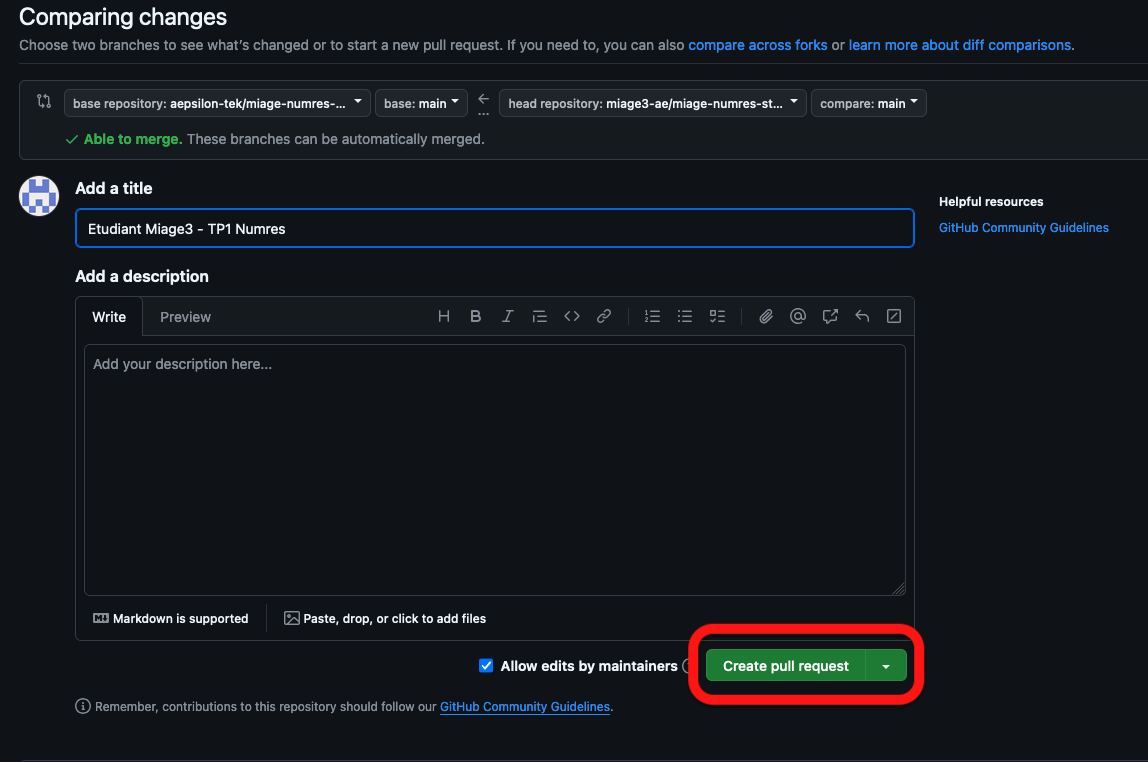 Comparing changes
Choose two branches to see what's changed or to start a new pull request. If you need to, you can also compare across forks or learn more about diff comparisons.
base repository: aepsilon-tek/miage-numres-... base: main ← ... head repository: miage3-ae/miage-numres-st... compare: main
Able to merge. These branches can be automatically merged.
Add a title
Etudiant Miage3 - TP1 Numres
Helpful resources
GitHub Community Guidelines
Add a description
Write Preview
Add your description here...
Markdown is supported Paste, drop, or click to add files
Allow edits by maintainers Create pull request
Remember, contributions to this repository should follow our GitHub Community Guidelines.